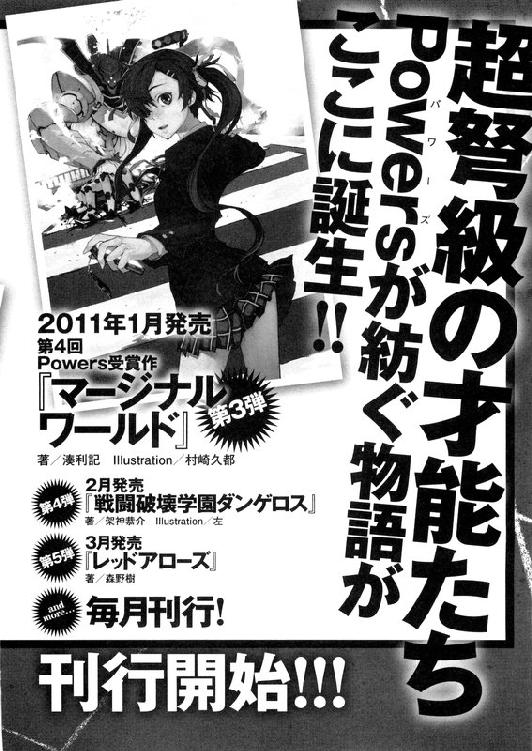 超弩級の才能たち
Powersが紡ぐ物語が
パワーズ
ここに誕生!!
2011年1月発売
第4回
Powers受賞作
『マージナル
ワールド』
第3弾
著／湊利記 Illustration／村崎久都
第4弾
2月発売
『戦闘破壊学園ダンゲロス』
著／架神恭介 Illustration／左
第5弾
3月発売
『レッドアローズ』
著／森野樹
and
more...
毎月刊行!
刊行開始!!!